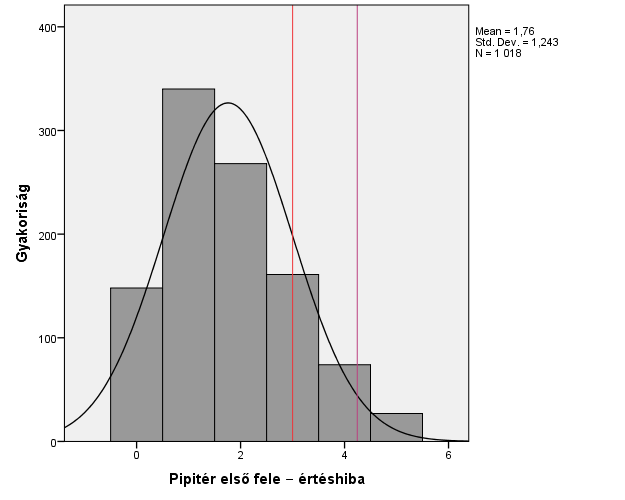 Mean = 1,76
Std. Dev. = 1,243
N = 1 018
400
300
200
100
0
Gyakoriság
0 2 4 6
Pipitér első fele – értéshiba